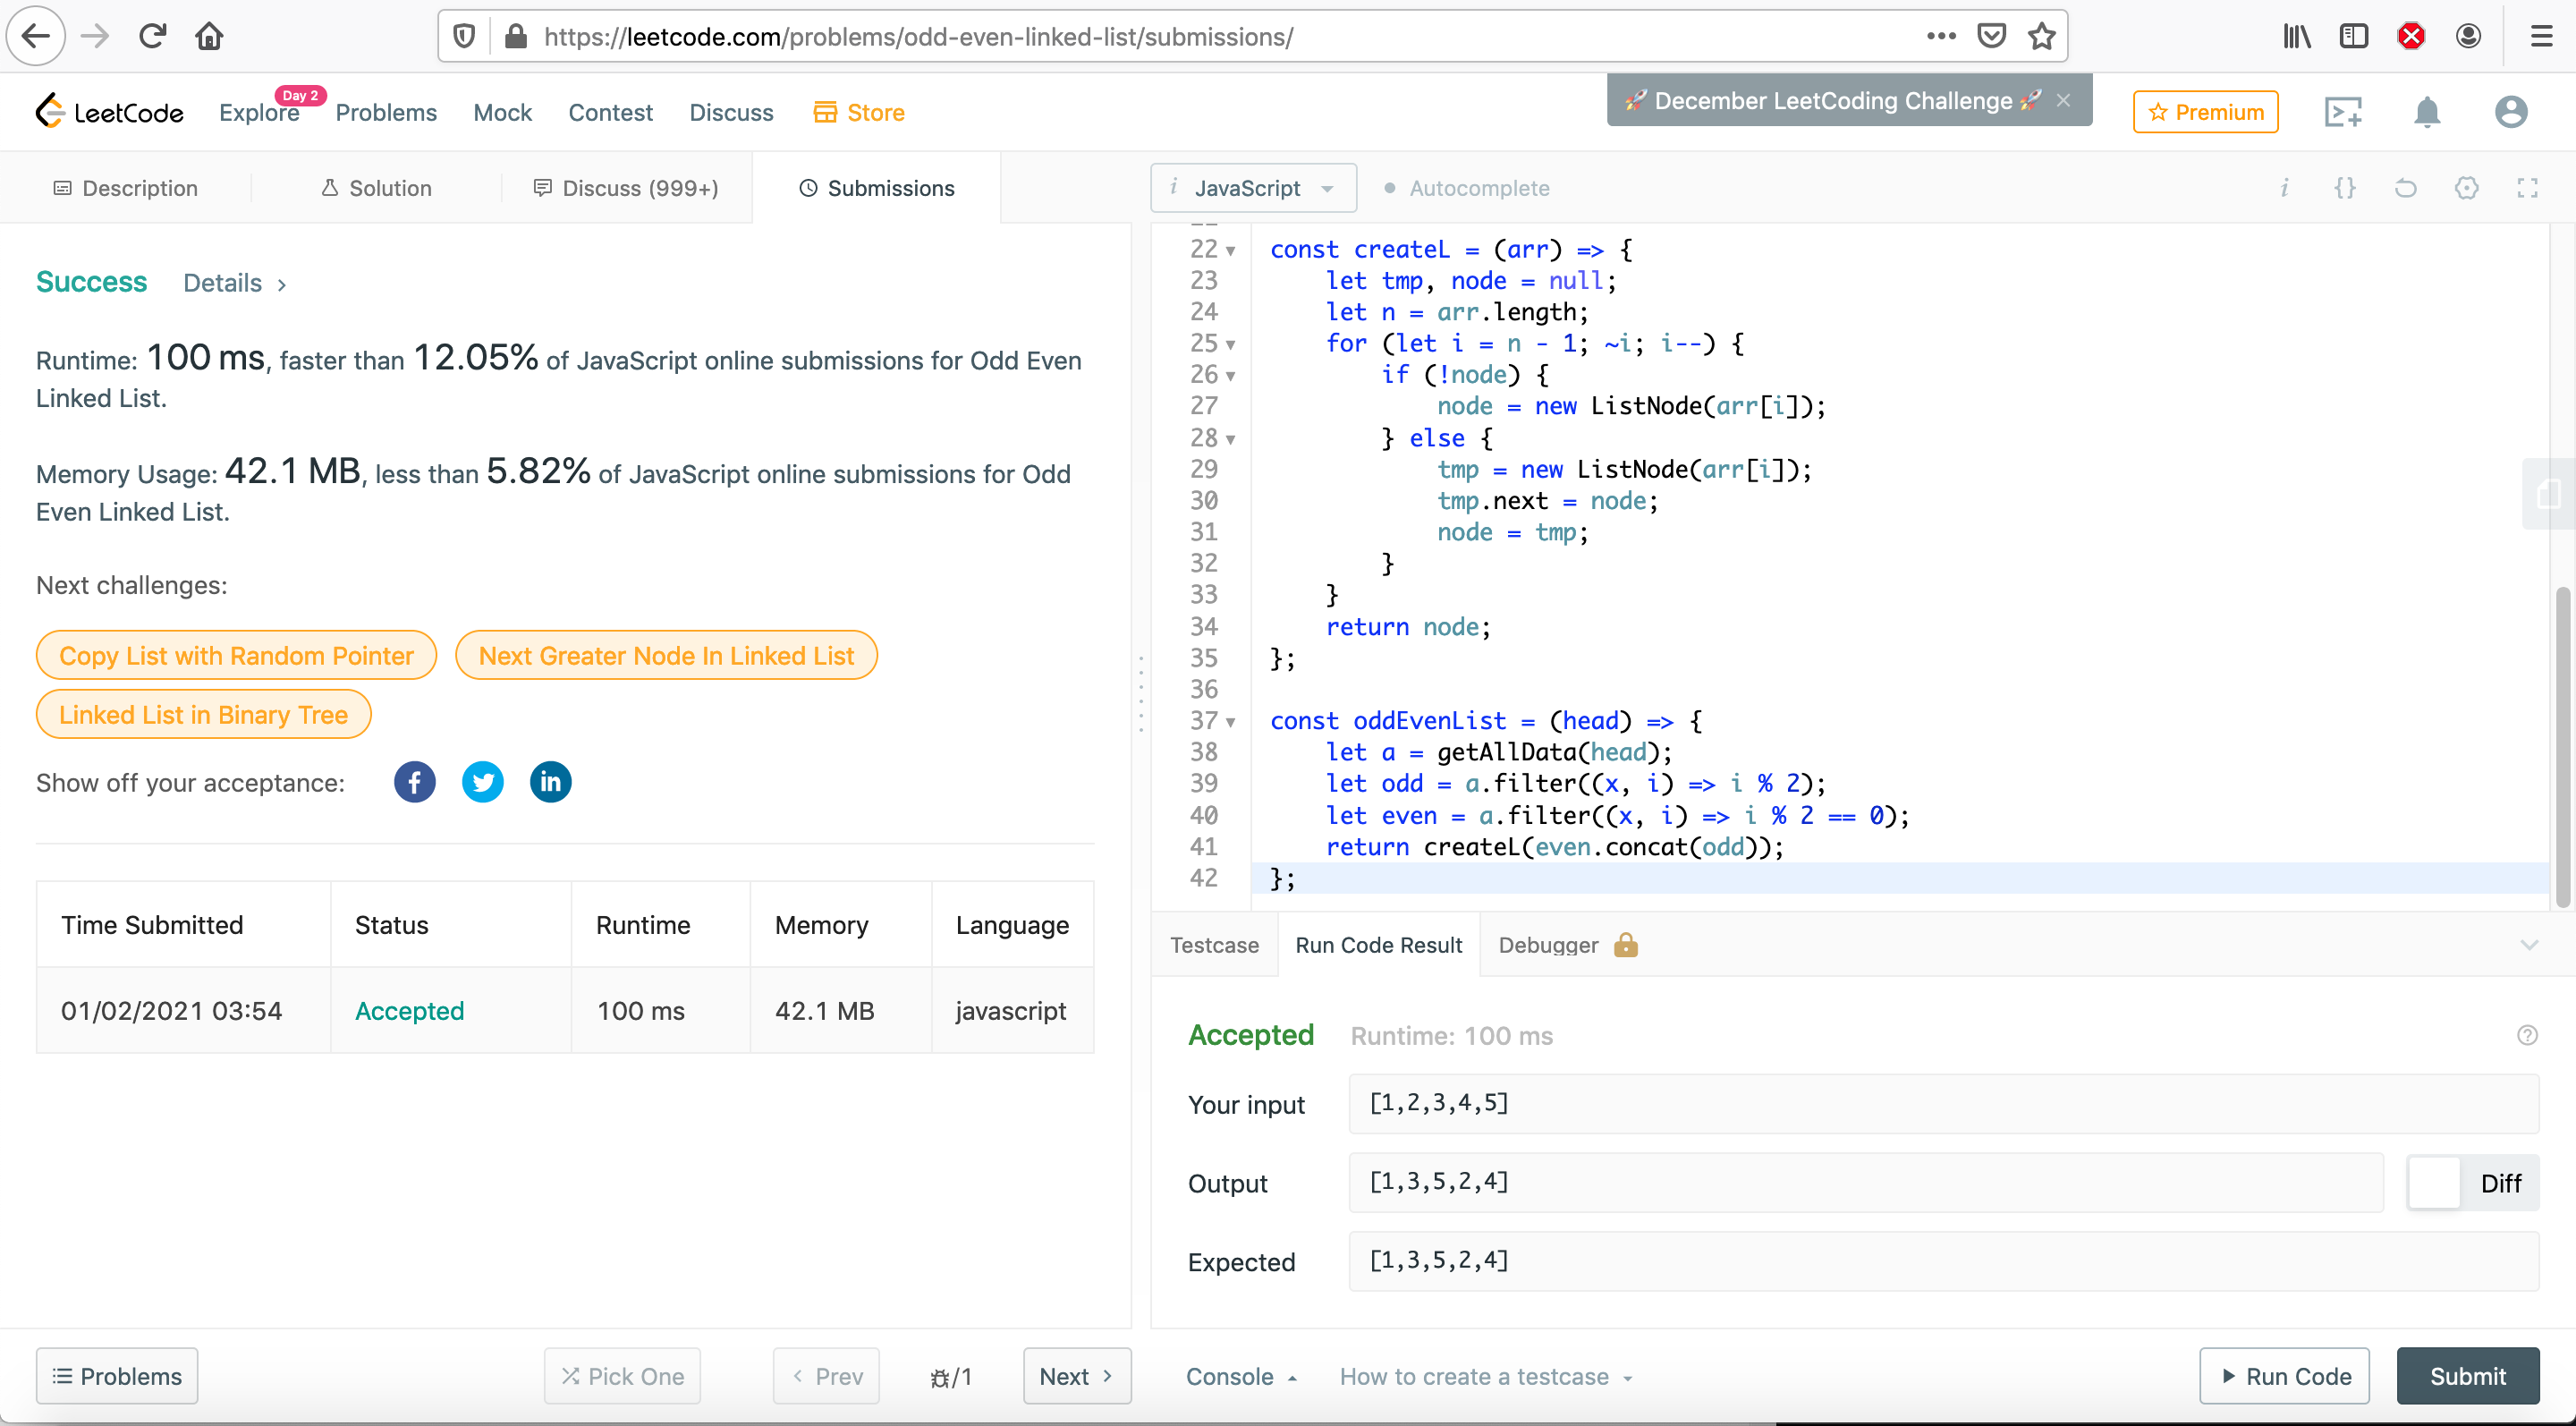 https://leetcode.com/problems/odd-even-linked-list/submissions/
LeetCode
Explore
Day 2
Problems
Mock
Contest
Discuss
Store
🚀 December LeetCoding Challenge 🚀 ×
Premium
Description
Solution
Discuss (999+)
Submissions
Success
Details >
Runtime: 100 ms, faster than 12.05% of JavaScript online submissions for Odd Even
Linked List.
Memory Usage: 42.1 MB, less than 5.82% of JavaScript online submissions for Odd
Even Linked List.
Next challenges:
Copy List with Random Pointer
Next Greater Node In Linked List
Linked List in Binary Tree
Show off your acceptance:
Time Submitted Status Runtime Memory Language
01/02/2021 03:54 Accepted 100 ms 42.1 MB javascript
i JavaScript
Autocomplete
i {}
22 const createL = (arr) => {
23     let tmp, node = null;
24     let n = arr.length;
25     for (let i = n - 1; ~i; i--) {
26         if (!node) {
27             node = new ListNode(arr[i]);
28         } else {
29             tmp = new ListNode(arr[i]);
30             tmp.next = node;
31             node = tmp;
32         }
33     }
34     return node;
35 };
36
37 const oddEvenList = (head) => {
38     let a = getAllData(head);
39     let odd = a.filter((x, i) => i % 2);
40     let even = a.filter((x, i) => i % 2 == 0);
41     return createL(even.concat(odd));
42 };
Testcase
Run Code Result
Debugger
Accepted Runtime: 100 ms
Your input [1,2,3,4,5]
Output [1,3,5,2,4]
Diff
Expected [1,3,5,2,4]
Problems
Pick One
< Prev
/1
Next >
Console
How to create a testcase
Run Code
Submit